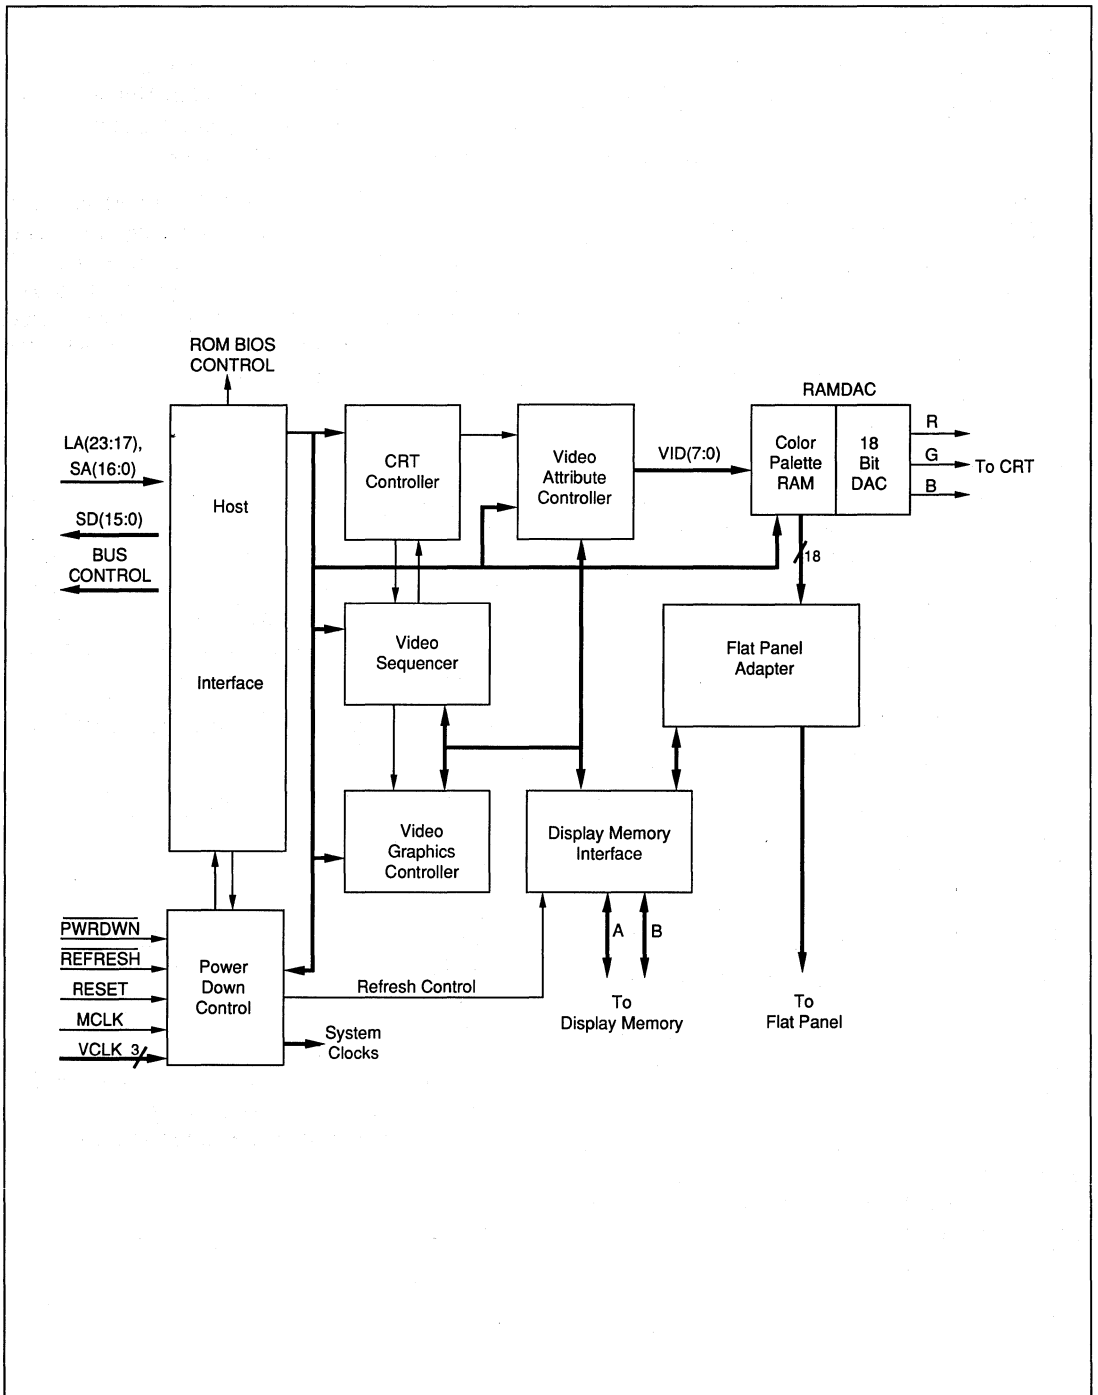 ROM BIOS
CONTROL
RAMDAC
LA(23:17),
SA(16:0)
SD(15:0)
BUS
CONTROL
Host
Interface
CRT
Controller
Video
Attribute
Controller
VID(7:0)
Color
Palette
RAM
18
Bit
DAC
R
G
B
To CRT
18
Video
Sequencer
Flat Panel
Adapter
Video
Graphics
Controller
Display Memory
Interface
A
B
To
Display Memory
To
Flat Panel
PWRDWN
REFRESH
RESET
MCLK
VCLK 3
Power
Down
Control
Refresh Control
System
Clocks